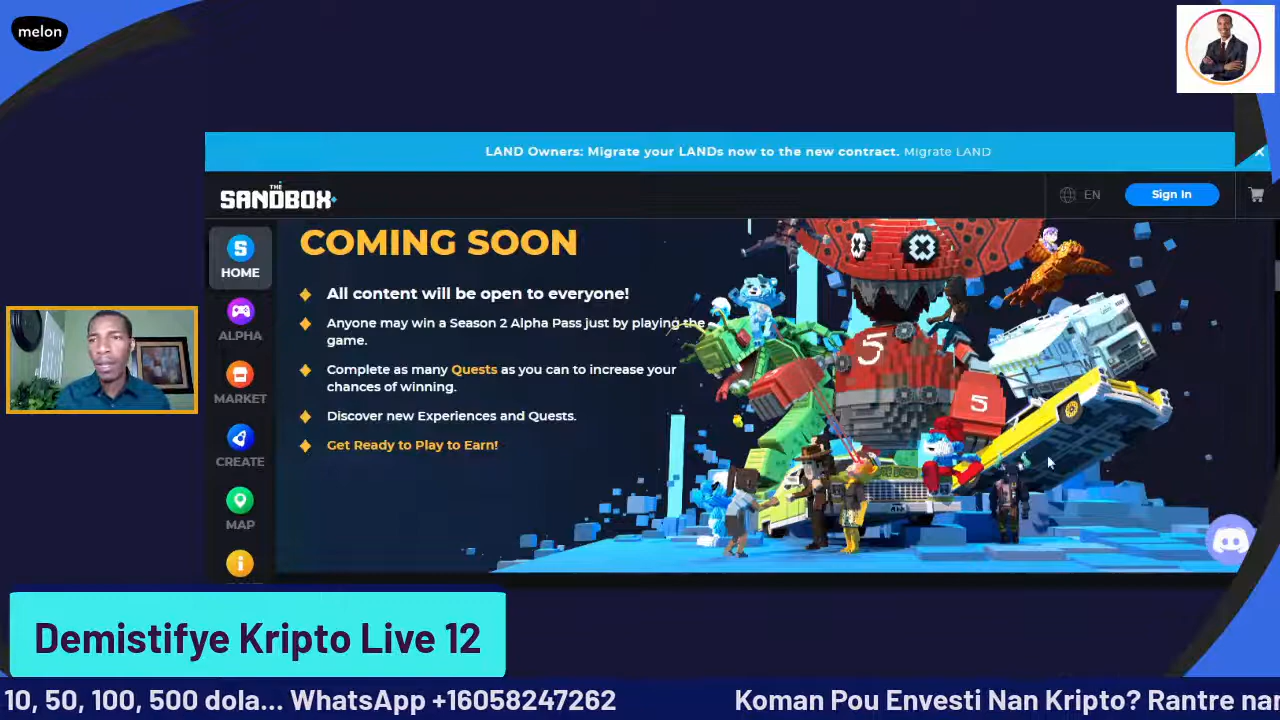 melon
LAND Owners: Migrate your LANDs now to the new contract. Migrate LAND
THE
SANDBOX
EN
Sign In
HOME
ALPHA
MARKET
CREATE
MAP
COMING SOON
All content will be open to everyone!
Anyone may win a Season 2 Alpha Pass just by playing the
game.
Complete as many Quests as you can to increase your
chances of winning.
Discover new Experiences and Quests.
Get Ready to Play to Earn!
5
5
Demistifye Kripto Live 12
10, 50, 100, 500 dola... WhatsApp +16058247262
Koman Pou Envesti Nan Kripto? Rantre nan